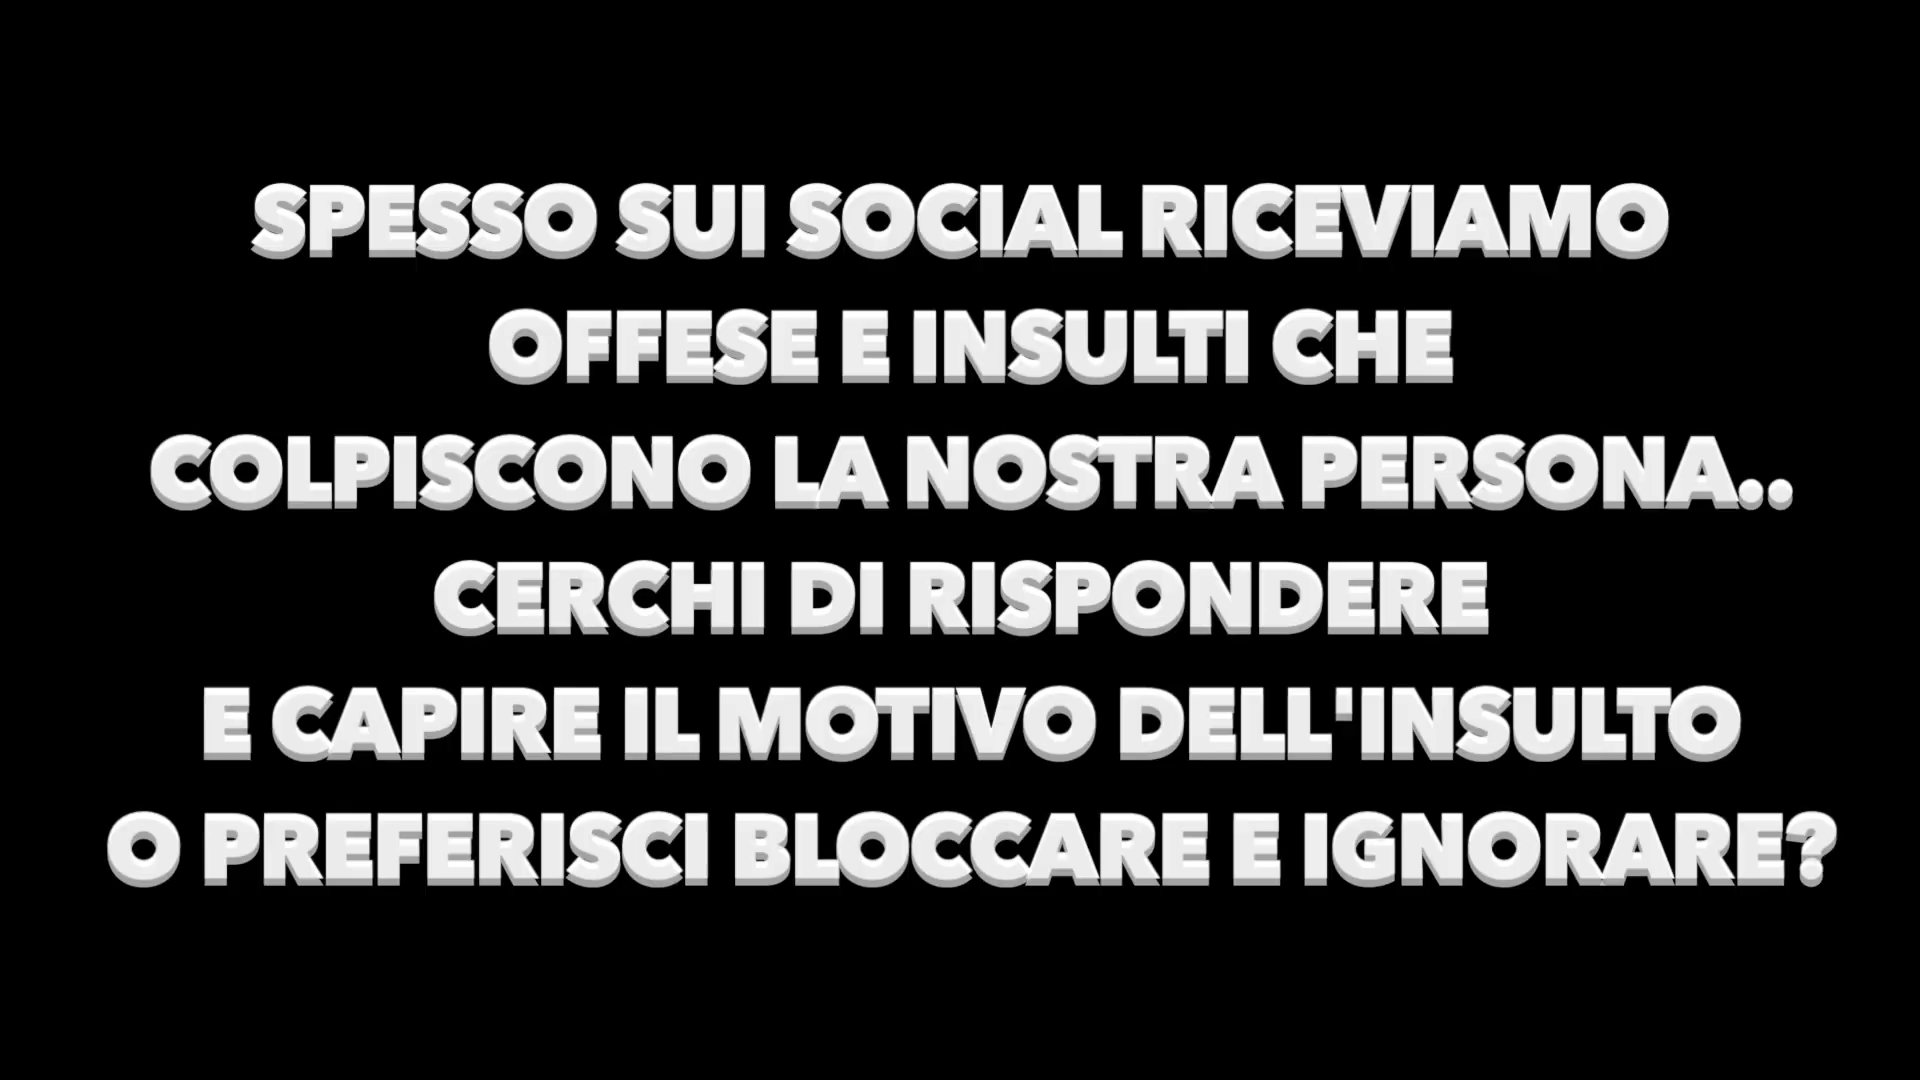 SPESSO SUI SOCIAL RICEVIAMO
OFFESE E INSULTI CHE
COLPISCONO LA NOSTRA PERSONA..
CERCHI DI RISPONDERE
E CAPIRE IL MOTIVO DELL'INSULTO
O PREFERISCI BLOCCARE E IGNORARE?